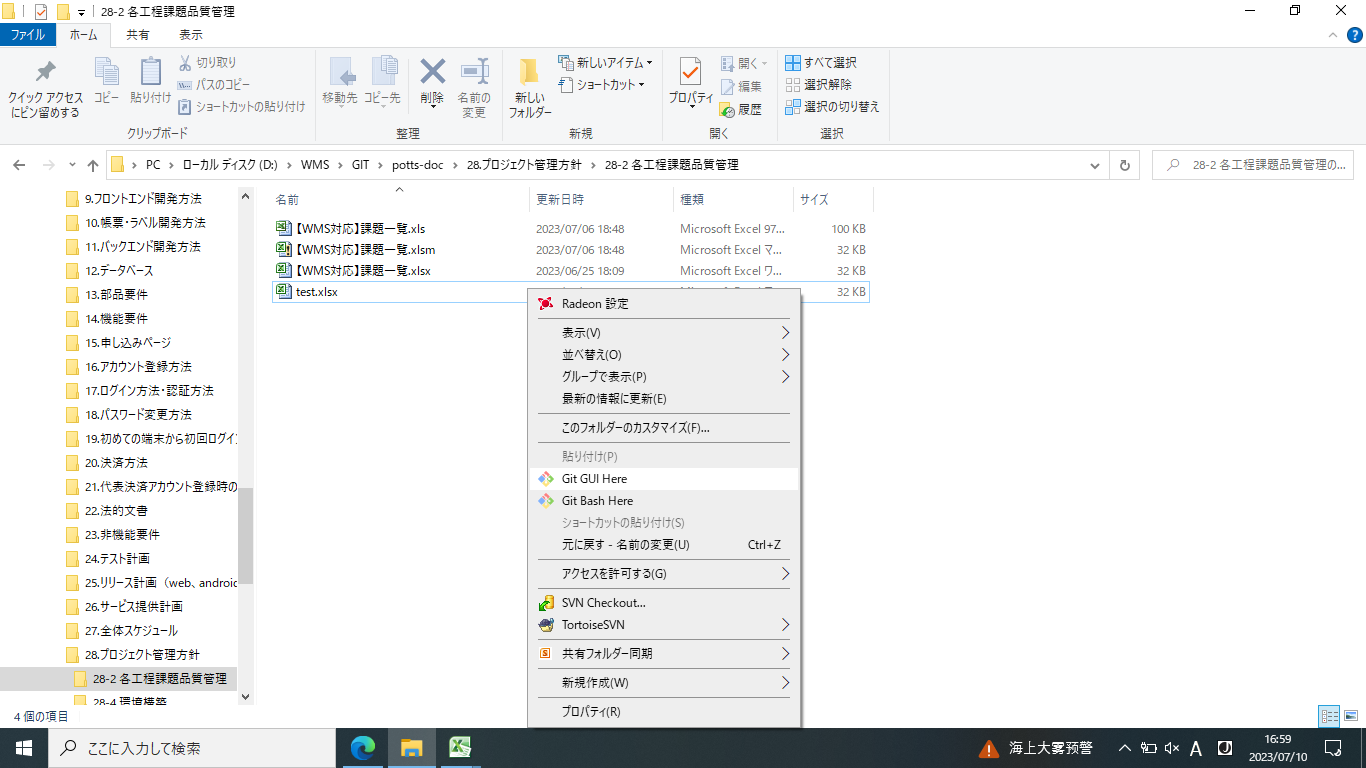 28-2 各工程課題品質管理
ファイル ホーム 共有 表示
クイック アクセス
にピン留めする
コピー
貼り付け
切り取り
パスのコピー
ショートカットの貼り付け
クリップボード
移動先
コピー先
削除
名前の
変更
整理
新しい
フォルダー
新しいアイテム
ショートカット
新規
プロパティ
開く
編集
履歴
開く
すべて選択
選択解除
選択の切り替え
選択
PC
ローカル ディスク (D:)
WMS
GIT
potts-doc
28.プロジェクト管理方針
28-2 各工程課題品質管理
28-2 各工程課題品質管理の...
9.フロントエンド開発方法
10.帳票・ラベル開発方法
11.バックエンド開発方法
12.データベース
13.部品要件
14.機能要件
15.申し込みページ
16.アカウント登録方法
17.ログイン方法・認証方法
18.パスワード変更方法
19.初めての端末から初回ログイン
20.決済方法
21.代表決済アカウント登録時の
22.法的文書
23.非機能要件
24.テスト計画
25.リリース計画（web、android
26.サービス提供計画
27.全体スケジュール
28.プロジェクト管理方針
28-2 各工程課題品質管理
28-4 環境構築
名前 更新日時 種類 サイズ
【WMS対応】課題一覧.xls 2023/07/06 18:48 Microsoft Excel 97... 100 KB
【WMS対応】課題一覧.xlsm 2023/07/06 18:48 Microsoft Excel マ... 32 KB
【WMS対応】課題一覧.xlsx 2023/06/25 18:09 Microsoft Excel ワ... 32 KB
test.xlsx 32 KB
Radeon 設定
表示(V)
並べ替え(O)
グループで表示(P)
最新の情報に更新(E)
このフォルダーのカスタマイズ(F)...
貼り付け(P)
Git GUI Here
Git Bash Here
ショートカットの貼り付け(S)
元に戻す - 名前の変更(U) Ctrl+Z
アクセスを許可する(G)
SVN Checkout...
TortoiseSVN
共有フォルダー同期
新規作成(W)
プロパティ(R)
4 個の項目
ここに入力して検索
海上大雾预警
A
J
16:59
2023/07/10